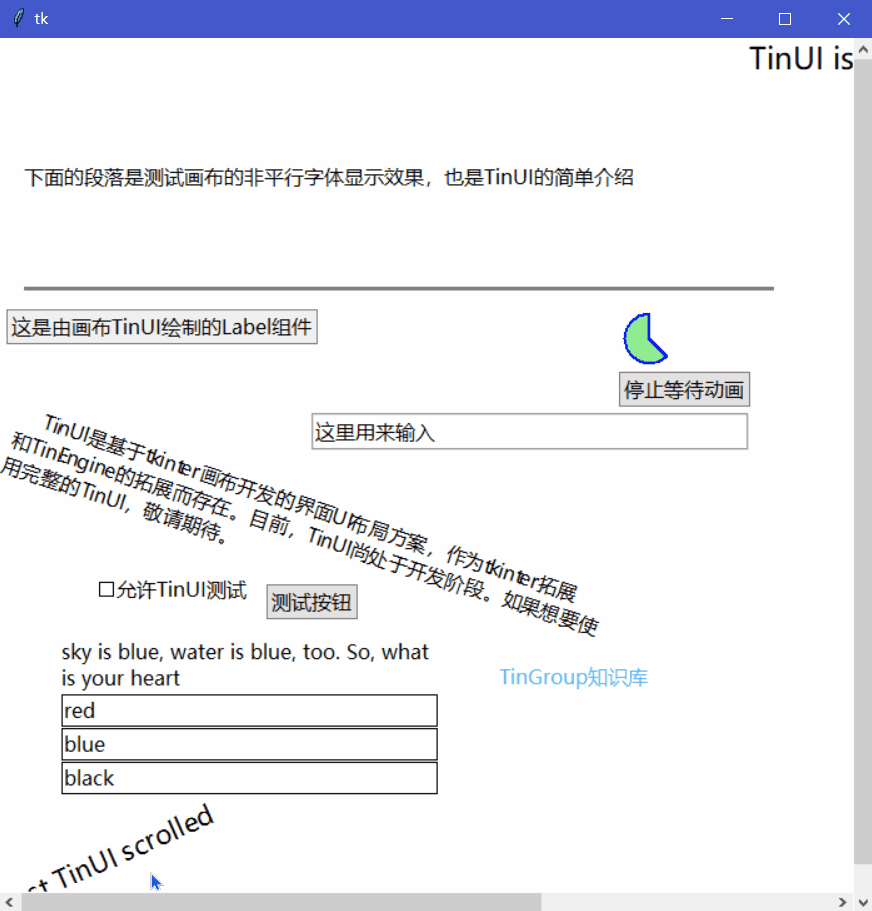 tk
TinUI is
下面的段落是测试画布的非平行字体显示效果，也是TinUI的简单介绍
这是由画布TinUI绘制的Label组件
停止等待动画
这里用来输入
TinUI是基于tkinter画布开发的界面UI布局方案，作为tkinter拓展
和TinEngine的拓展而存在。目前，TinUI尚处于开发阶段。如果想要使
用完整的TinUI，敬请期待。
允许TinUI测试
测试按钮
sky is blue, water is blue, too. So, what
is your heart
TinGroup知识库
red
blue
black
st TinUI scrolled